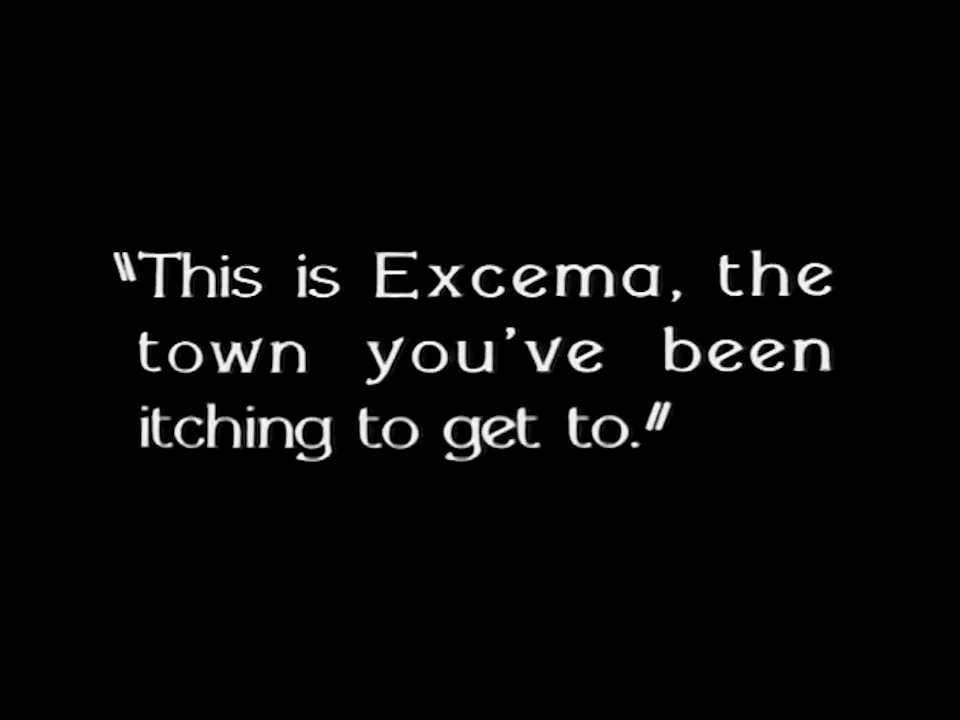 "This is Excema, the
town you've been
itching to get to."